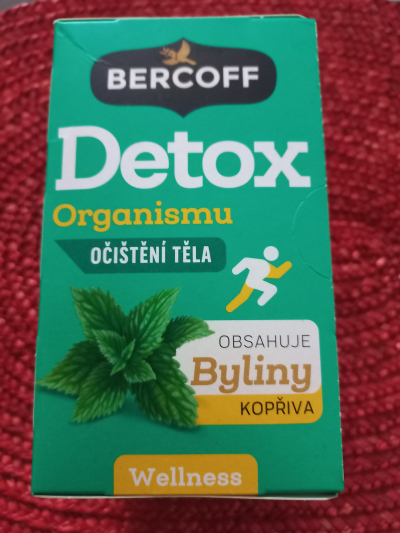 BERCOFF
Detox
Organismu
OČIŠTĚNÍ TĚLA
OBSAHUJE
Byliny
KOPŘIVA
Wellness